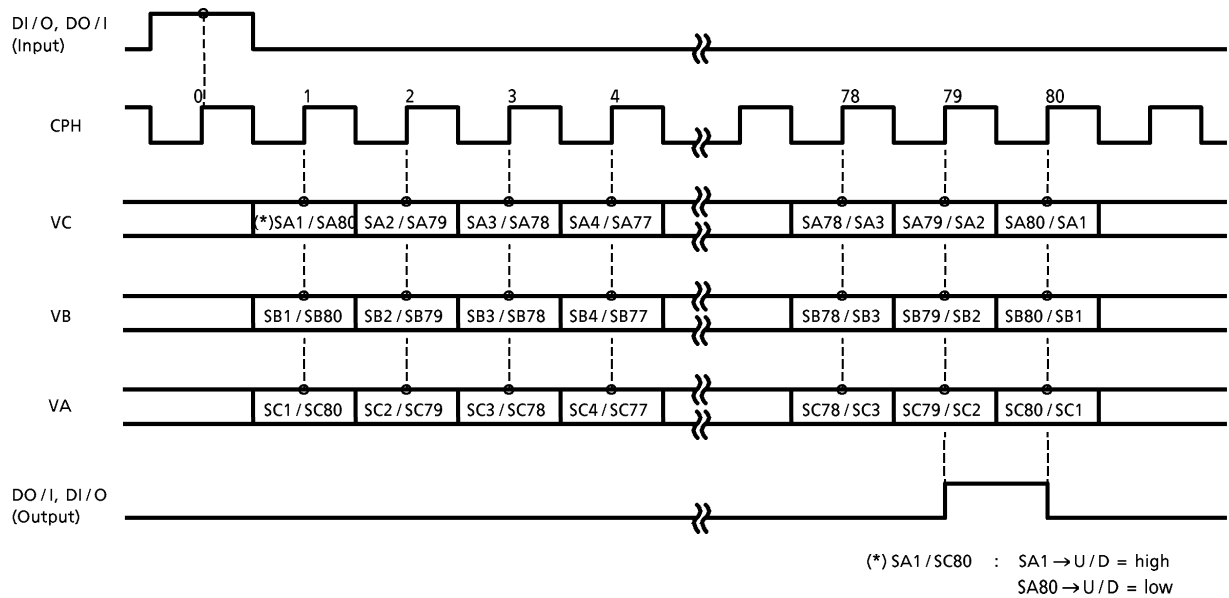 DI/O, DO/I
(Input)
0 1 2 3 4 78 79 80
CPH
VC (*)SA1/SA80 SA2/SA79 SA3/SA78 SA4/SA77 SA78/SA3 SA79/SA2 SA80/SA1
VB SB1/SB80 SB2/SB79 SB3/SB78 SB4/SB77 SB78/SB3 SB79/SB2 SB80/SB1
VA SC1/SC80 SC2/SC79 SC3/SC78 SC4/SC77 SC78/SC3 SC79/SC2 SC80/SC1
DO/I, DI/O
(Output)
(*) SA1/SC80 : SA1→U/D = high
SA80→U/D = low